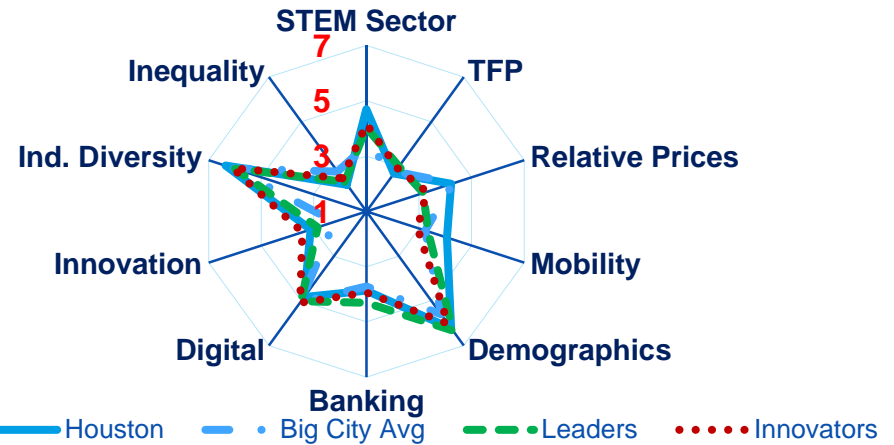 STEM Sector
7
Inequality
TFP
5
Ind. Diversity
3
Relative Prices
1
Innovation
Mobility
Digital
Demographics
Banking
Houston
Big City Avg
Leaders
Innovators